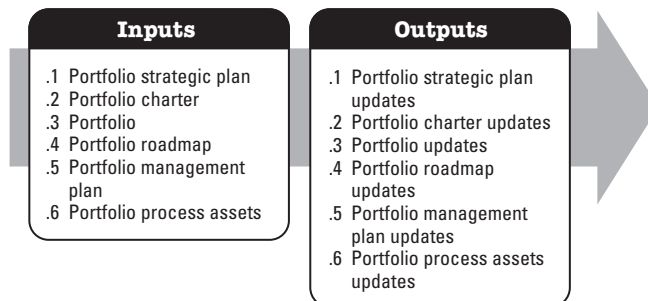 Inputs
.1 Portfolio strategic plan
.2 Portfolio charter
.3 Portfolio
.4 Portfolio roadmap
.5 Portfolio management
plan
.6 Portfolio process assets
Outputs
.1 Portfolio strategic plan
updates
.2 Portfolio charter updates
.3 Portfolio updates
.4 Portfolio roadmap
updates
.5 Portfolio management
plan updates
.6 Portfolio process assets
updates